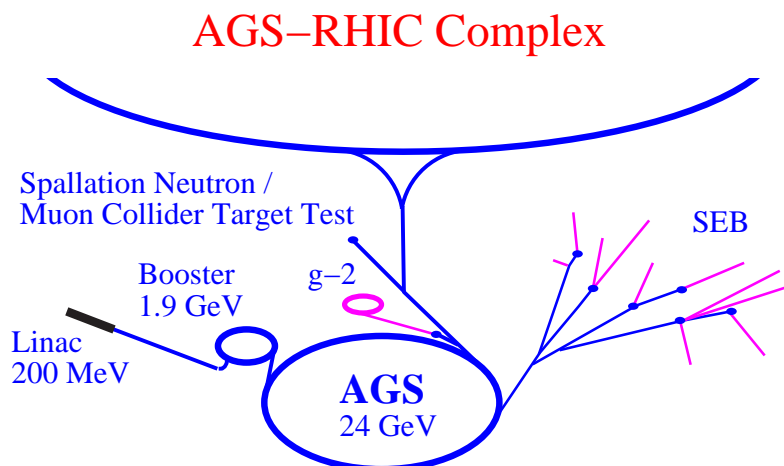 AGS–RHIC Complex
Spallation Neutron /
Muon Collider Target Test
SEB
Booster
1.9 GeV
g–2
Linac
200 MeV
AGS
24 GeV